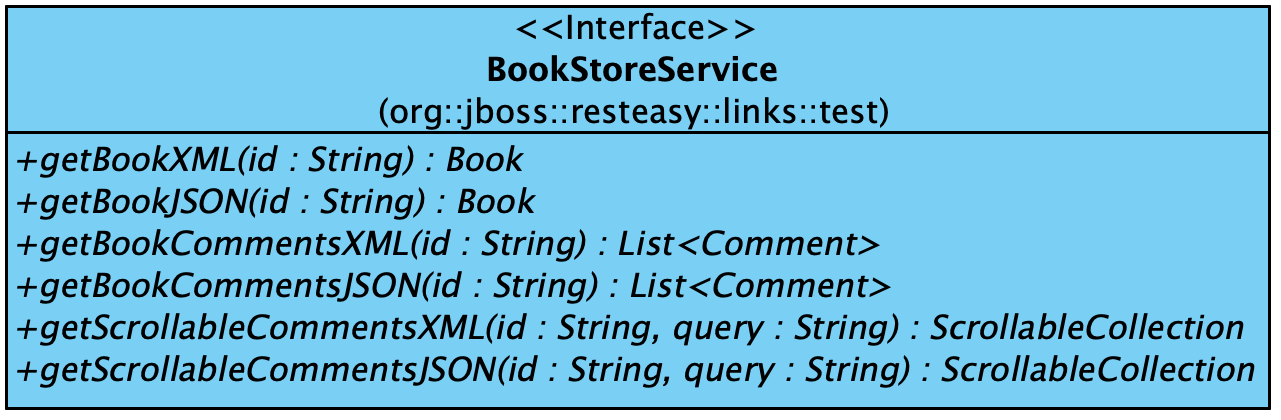 <<Interface>>
BookStoreService
(org::jboss::resteasy::links::test)
+getBookXML(id : String) : Book
+getBookJSON(id : String) : Book
+getBookCommentsXML(id : String) : List<Comment>
+getBookCommentsJSON(id : String) : List<Comment>
+getScrollableCommentsXML(id : String, query : String) : ScrollableCollection
+getScrollableCommentsJSON(id : String, query : String) : ScrollableCollection